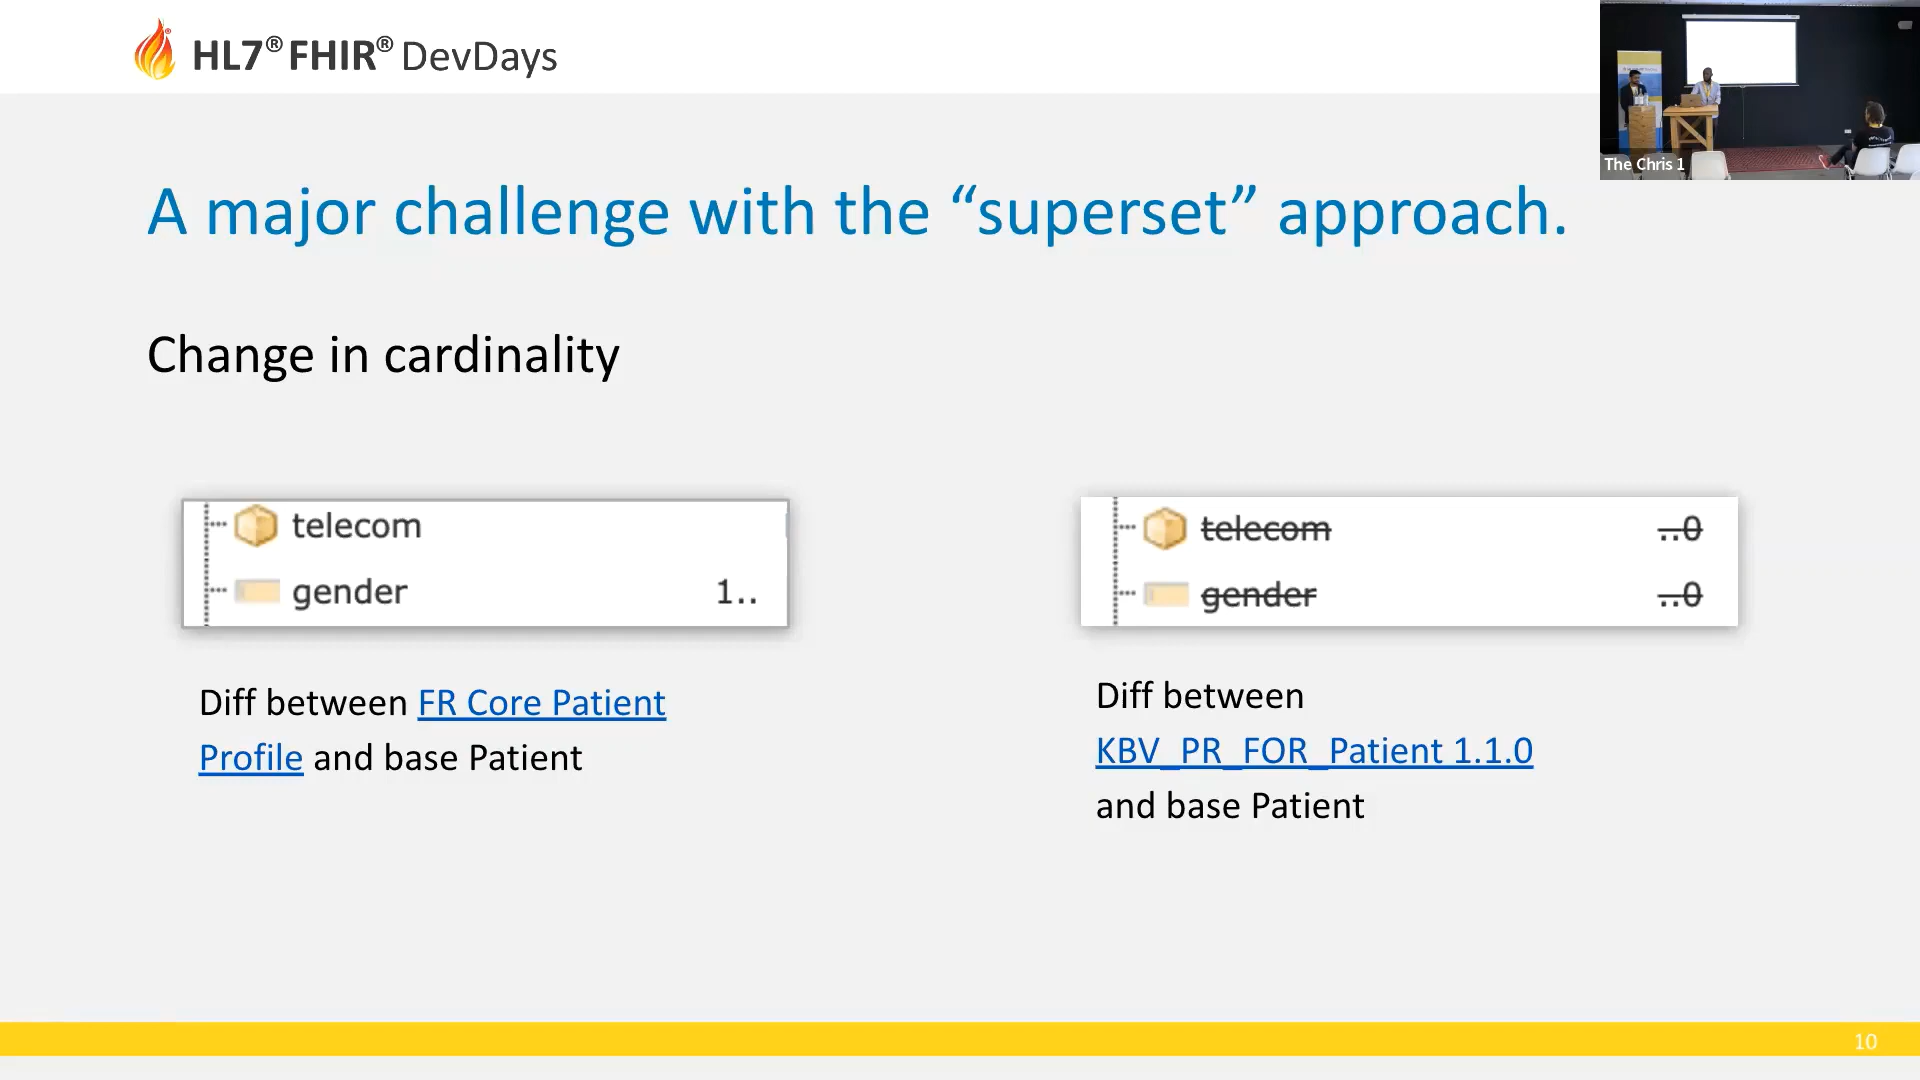 HL7® FHIR® DevDays
The Chris 1
A major challenge with the “superset” approach.
Change in cardinality
telecom
gender 1..
telecom ..0
gender ..0
Diff between FR Core Patient
Profile and base Patient
Diff between
KBV_PR_FOR_Patient 1.1.0
and base Patient
10